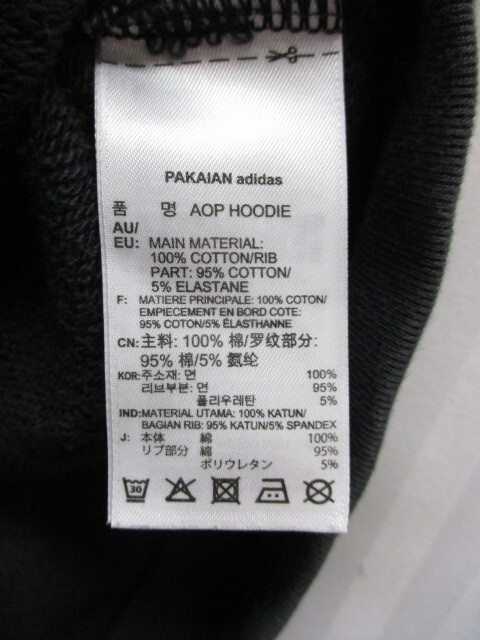 PAKAIAN adidas
품 명 AOP HOODIE
AU/
EU: MAIN MATERIAL:
100% COTTON/RIB
PART: 95% COTTON/
5% ELASTANE
F: MATIERE PRINCIPALE: 100% COTON/
EMPIECEMENT EN BORD COTE:
95% COTON/5% ÉLASTHANNE
CN: 主料: 100% 棉/罗纹部分:
95% 棉/5% 氨纶
KOR: 주소재: 면 100%
리브부분: 면 95%
폴리우레탄 5%
IND: MATERIAL UTAMA: 100% KATUN/
BAGIAN RIB: 95% KATUN/5% SPANDEX
J: 本体 綿 100%
リブ部分 綿 95%
ポリウレタン 5%
30